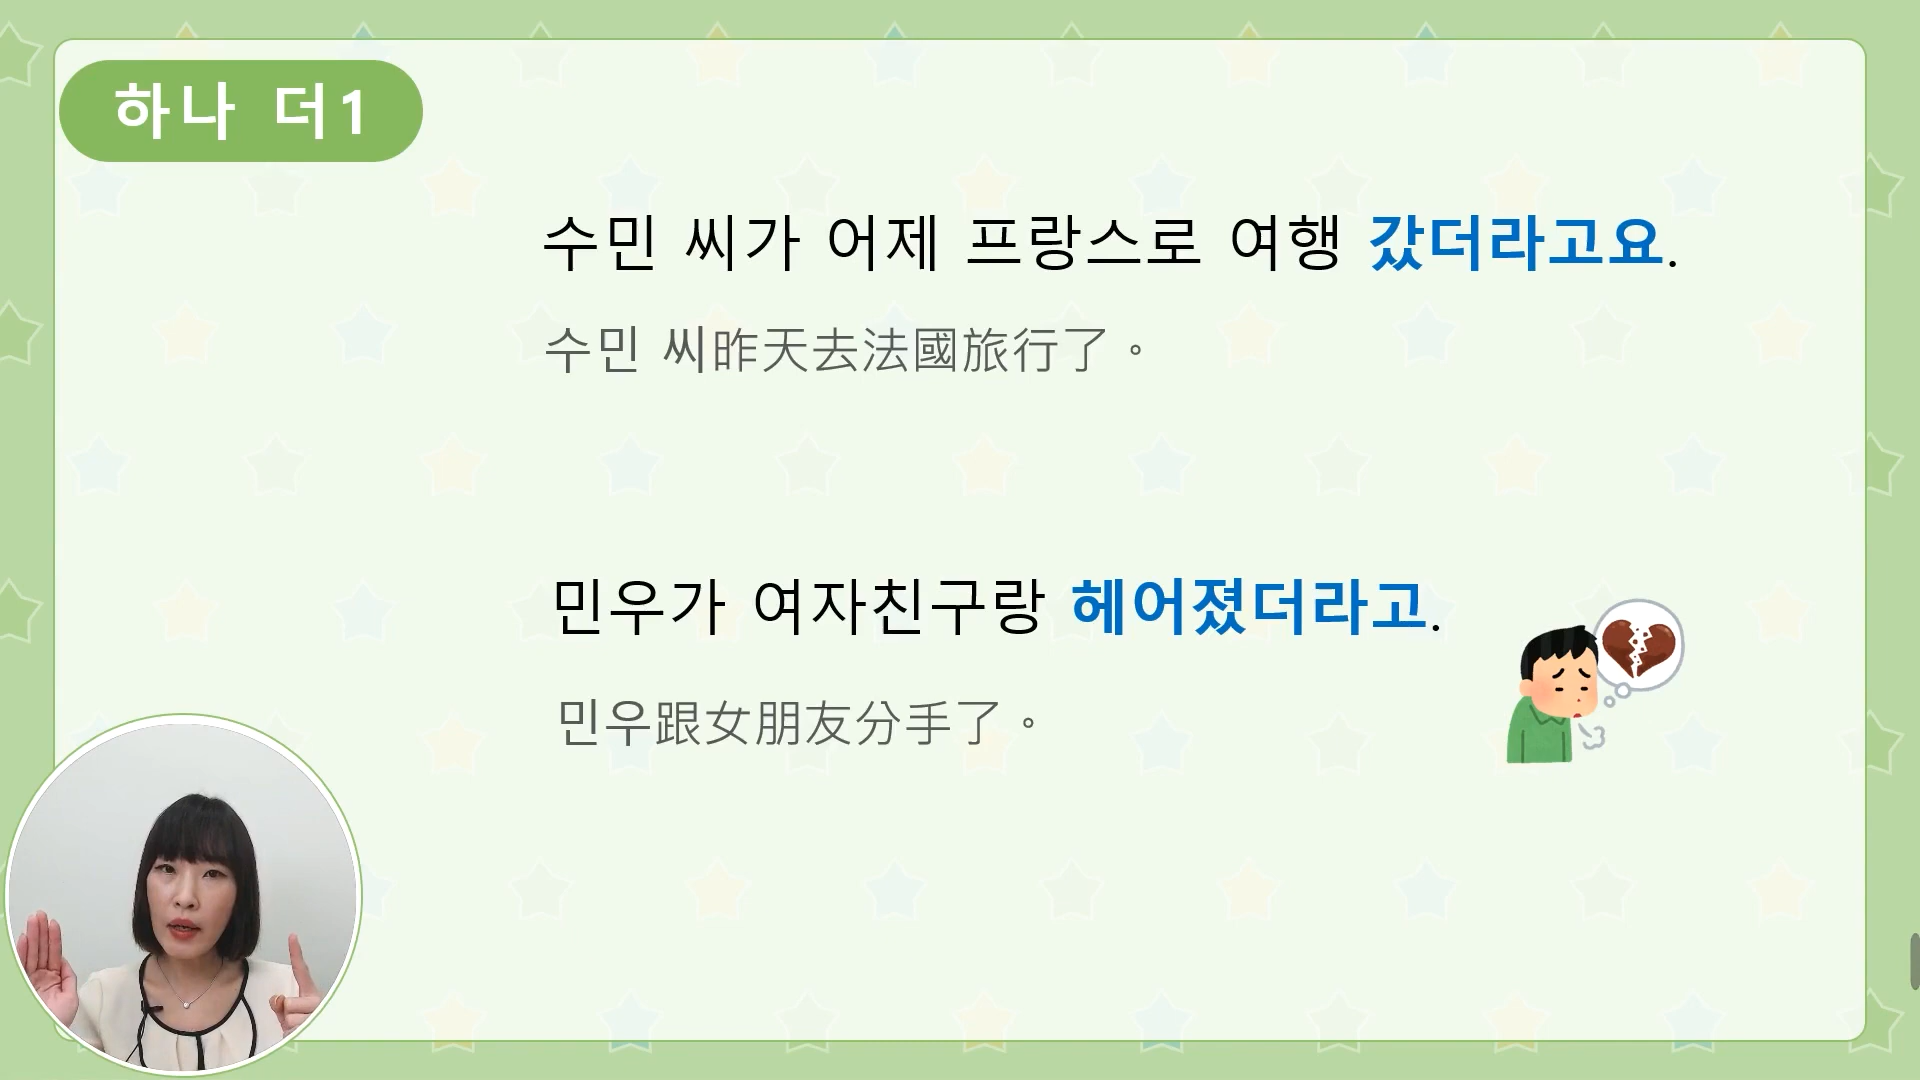 하나 더1
수민 씨가 어제 프랑스로 여행 갔더라고요.
수민 씨昨天去法國旅行了。
민우가 여자친구랑 헤어졌더라고.
민우跟女朋友分手了。